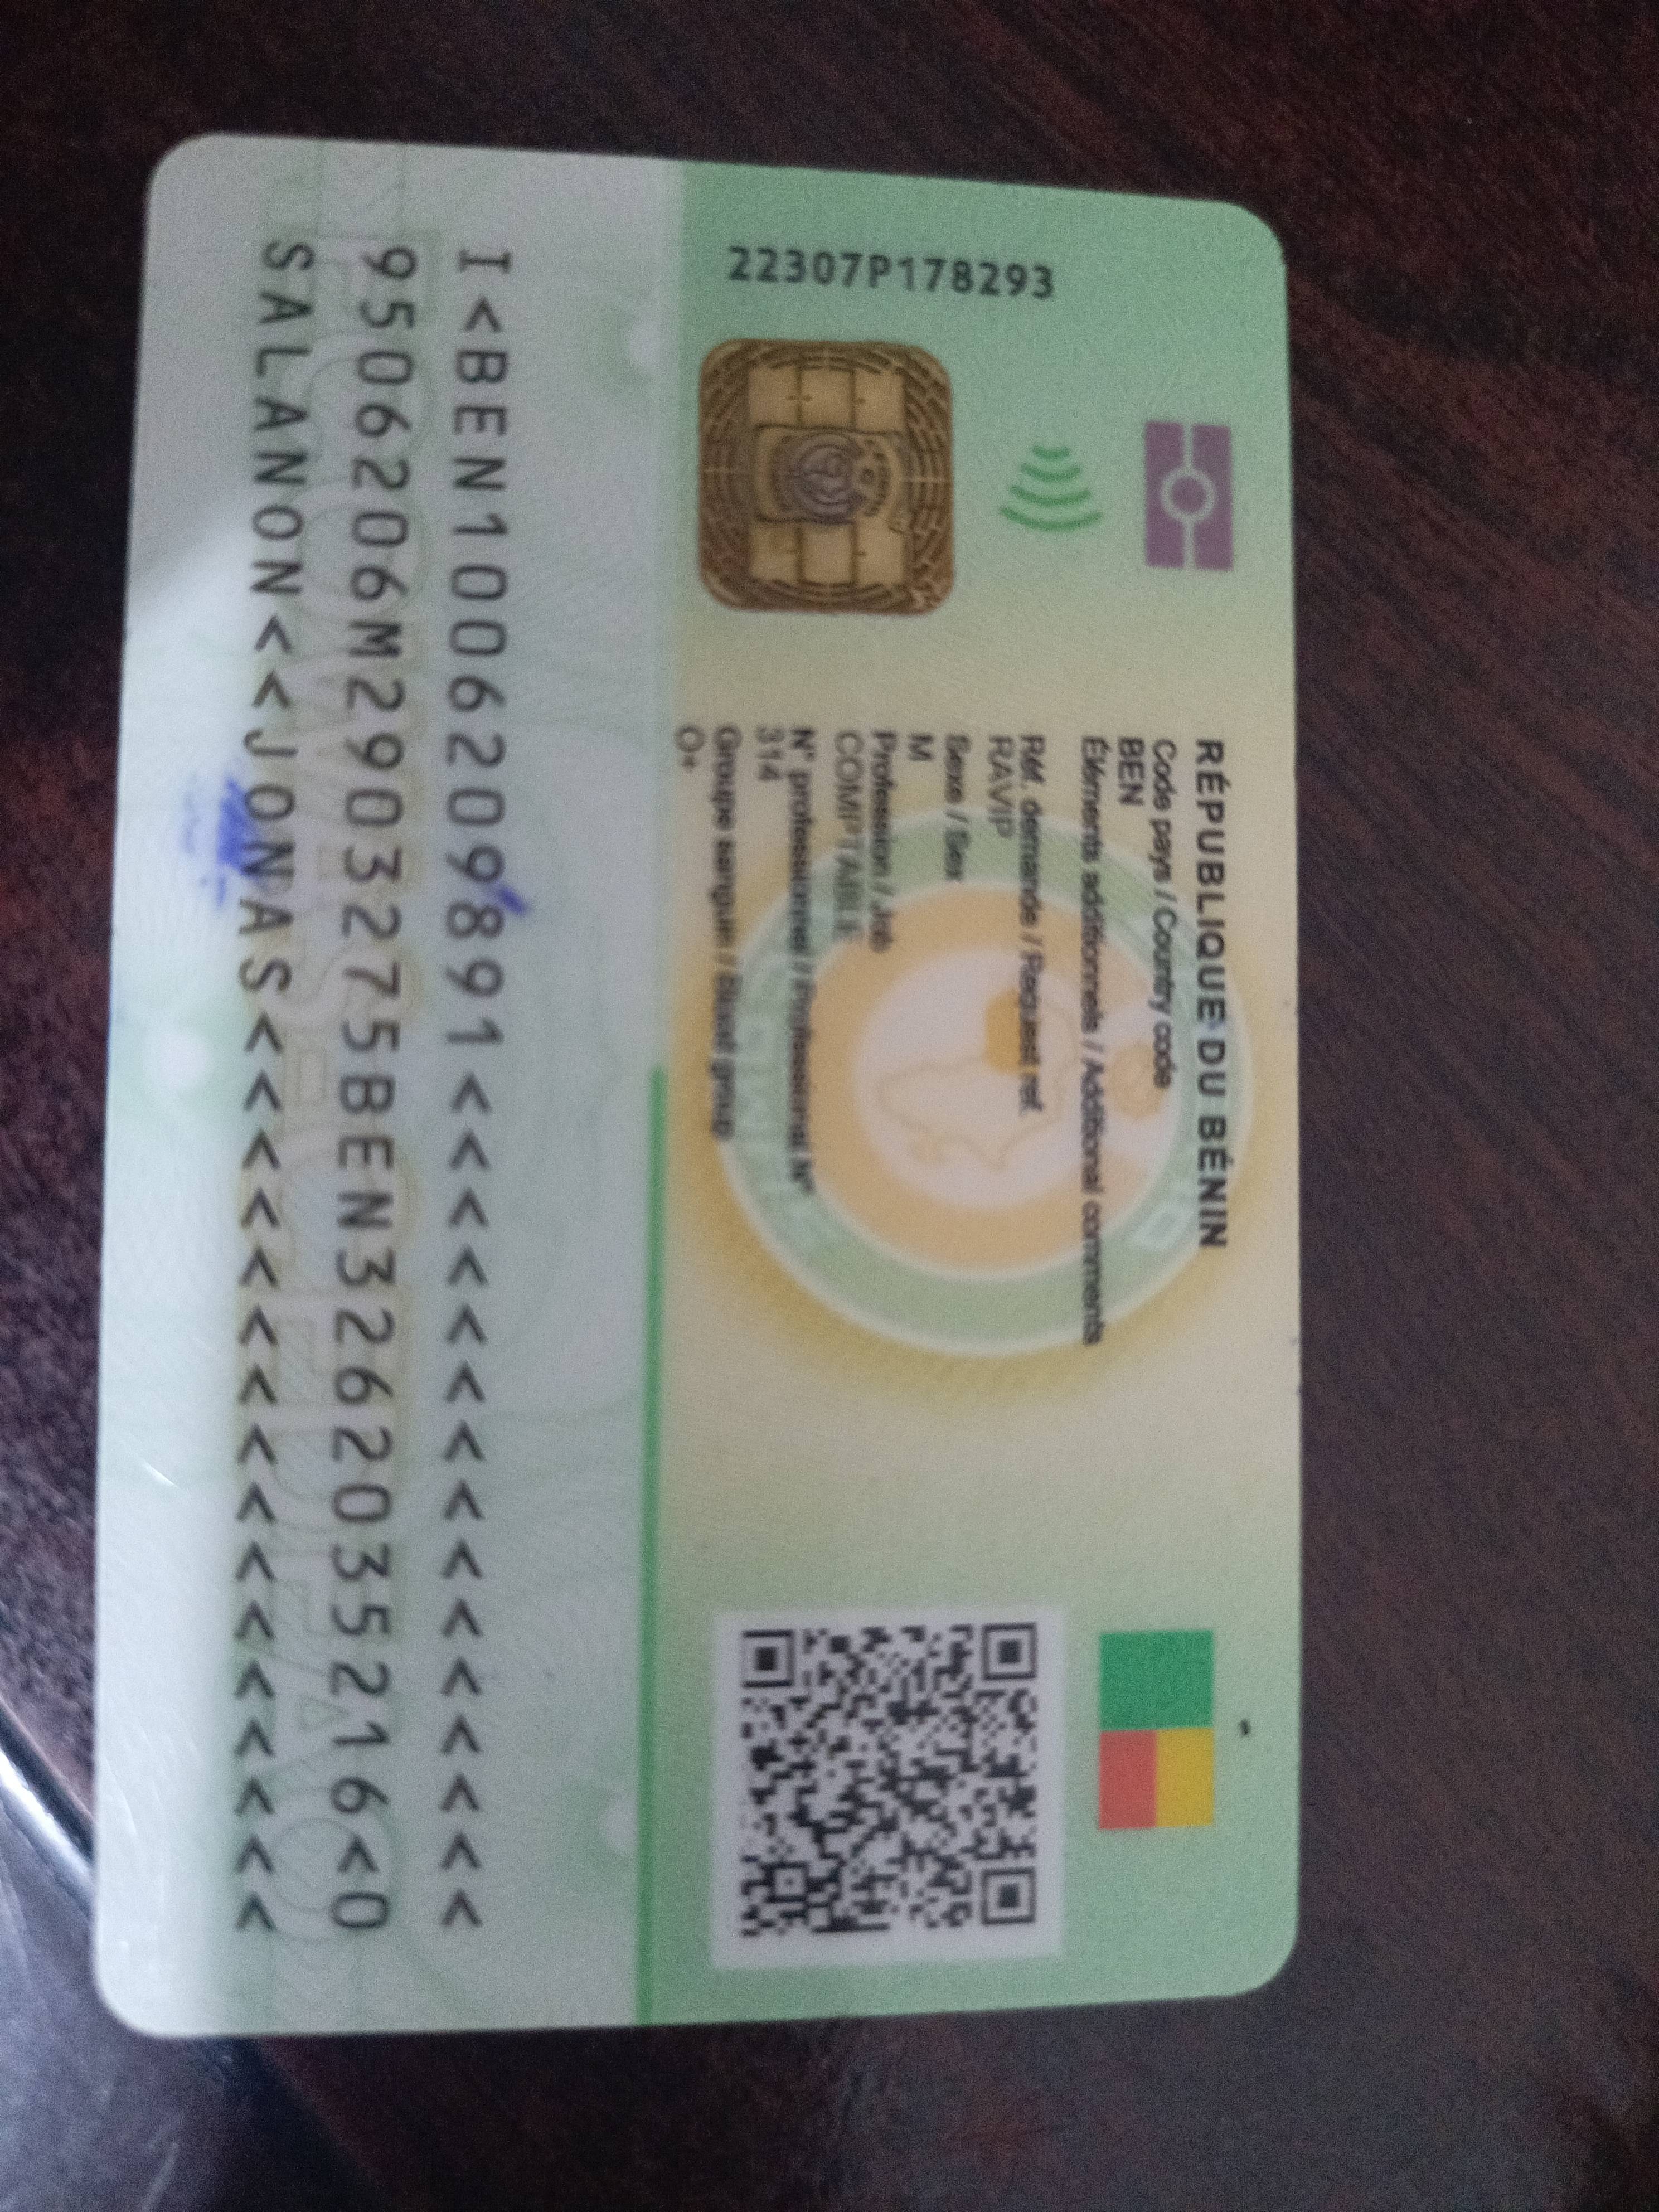 RÉPUBLIQUE DU BÉNIN
Code pays / Country code
BEN
Éléments additionnels / Additional comments
Réf. demande / Request ref.
RAVIP
Sexe / Sex
M
Profession / Job
COMPTABLE
N° professionnel / Professional N°
314
Groupe sanguin / Blood group
O+
22307P178293
I<BEN1006209891<<<<<<<<<<<<<<<
9506206M2903275BEN3262035216<0
SALANON<<JONAS<<<<<<<<<<<<<<<<